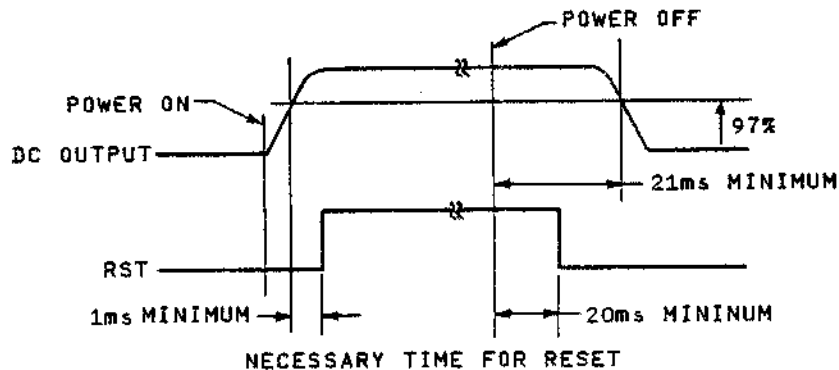 POWER OFF
POWER ON
97%
DC OUTPUT
21ms MINIMUM
RST
1ms MINIMUM
20ms MININUM
NECESSARY TIME FOR RESET